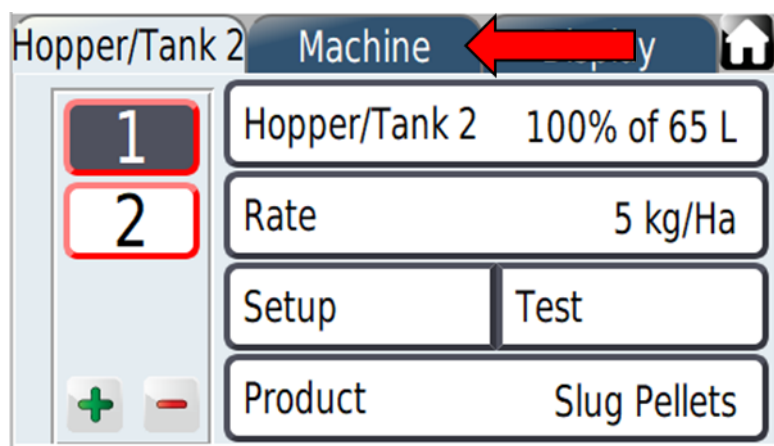 Hopper/Tank 2 Machine
1
2
Hopper/Tank 2 100% of 65 L
Rate 5 kg/Ha
Setup Test
Product Slug Pellets